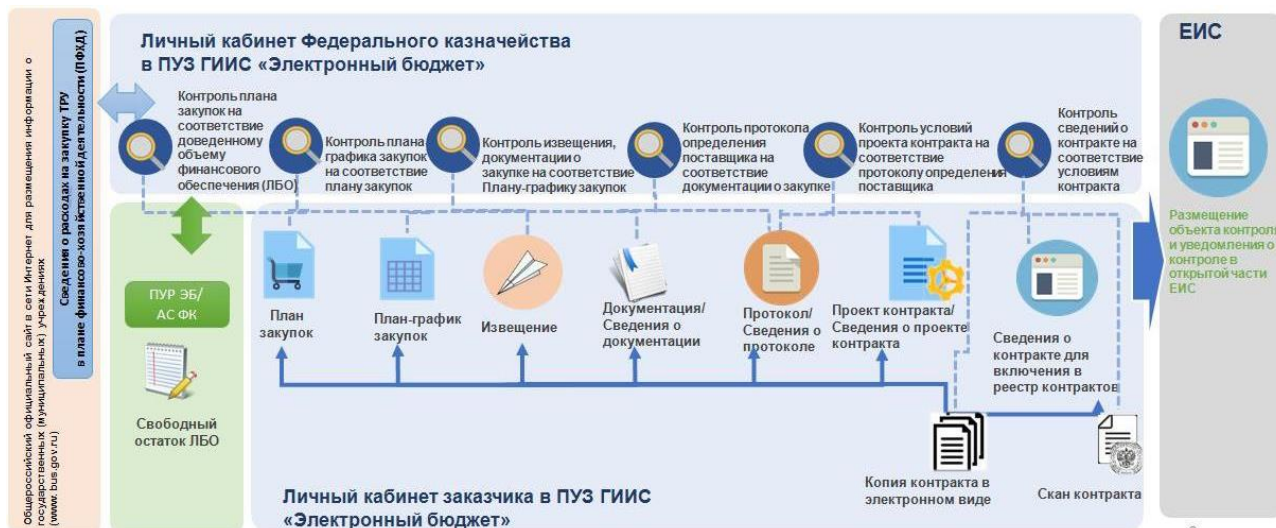 Общероссийский официальный сайт в сети Интернет для размещения информации о
государственных (муниципальных) учреждениях
(www. bus.gov.ru)
Сведения о расходах на закупку ТРУ
в плане финансово-хозяйственной деятельности (ПФХД)
Личный кабинет Федерального казначейства
в ПУЗ ГИИС «Электронный бюджет»
Контроль плана
закупок на
соответствие
доведенному
объему
финансового
обеспечения (ЛБО)
Контроль плана
графика закупок
на соответствие
плану закупок
Контроль извещения,
документации о
закупке на соответствие
Плану-графику закупок
Контроль протокола
определения
поставщика на
соответствие
документации о закупке
Контроль условий
проекта контракта на
соответствие
протоколу определения
поставщика
Контроль
сведений о
контракте на
соответствие
условиям
контракта
ЕИС
Размещение
объекта контроля
и уведомления о
контроле в
открытой части
ЕИС
ПУР ЭБ/
АС ФК
Свободный
остаток ЛБО
План
закупок
План-график
закупок
Извещение
Документация/
Сведения о
документации
Протокол/
Сведения о
протоколе
Проект контракта/
Сведения о проекте
контракта
Сведения о
контракте для
включения в
реестр контрактов
Копия контракта в
электронном виде
Скан контракта
Личный кабинет заказчика в ПУЗ ГИИС
«Электронный бюджет»